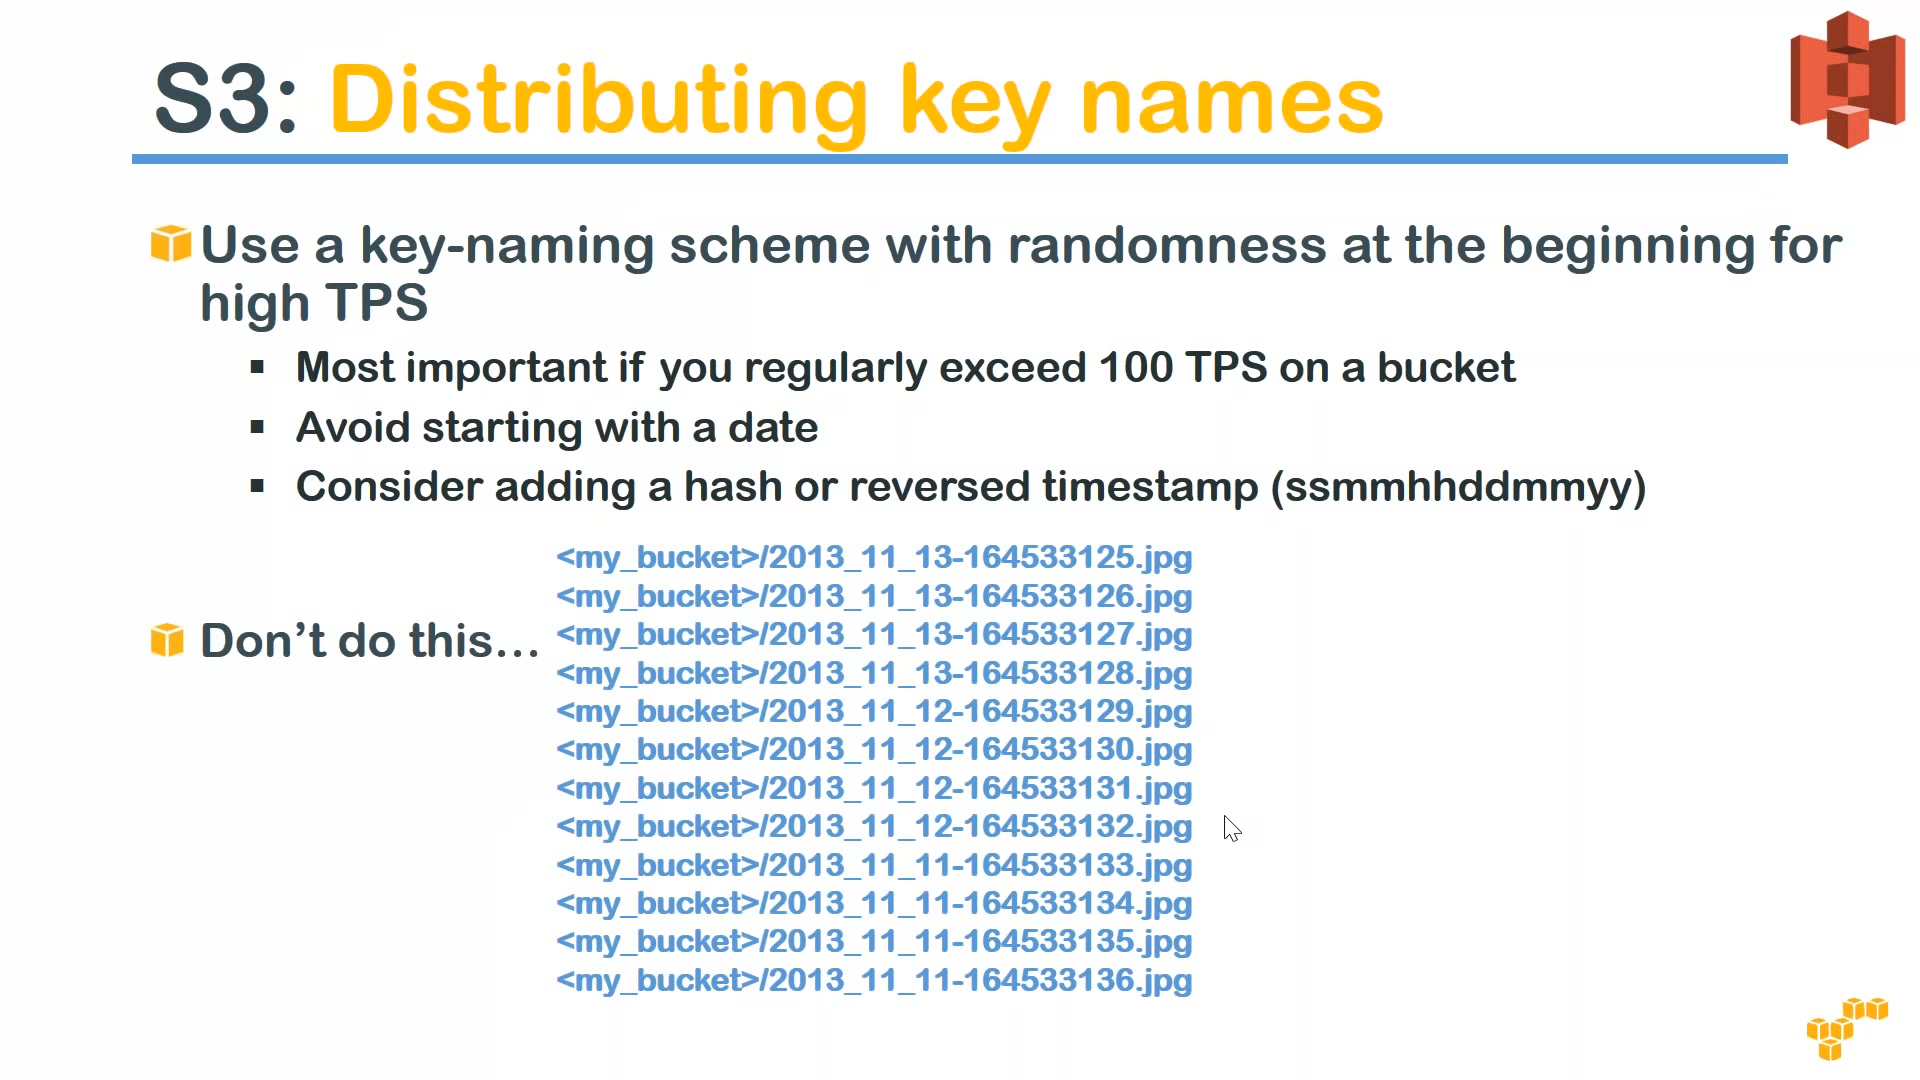 S3: Distributing key names
Use a key-naming scheme with randomness at the beginning for
high TPS
Most important if you regularly exceed 100 TPS on a bucket
Avoid starting with a date
Consider adding a hash or reversed timestamp (ssmmhhddmmyy)
Don’t do this…
<my_bucket>/2013_11_13-164533125.jpg
<my_bucket>/2013_11_13-164533126.jpg
<my_bucket>/2013_11_13-164533127.jpg
<my_bucket>/2013_11_13-164533128.jpg
<my_bucket>/2013_11_12-164533129.jpg
<my_bucket>/2013_11_12-164533130.jpg
<my_bucket>/2013_11_12-164533131.jpg
<my_bucket>/2013_11_12-164533132.jpg
<my_bucket>/2013_11_11-164533133.jpg
<my_bucket>/2013_11_11-164533134.jpg
<my_bucket>/2013_11_11-164533135.jpg
<my_bucket>/2013_11_11-164533136.jpg